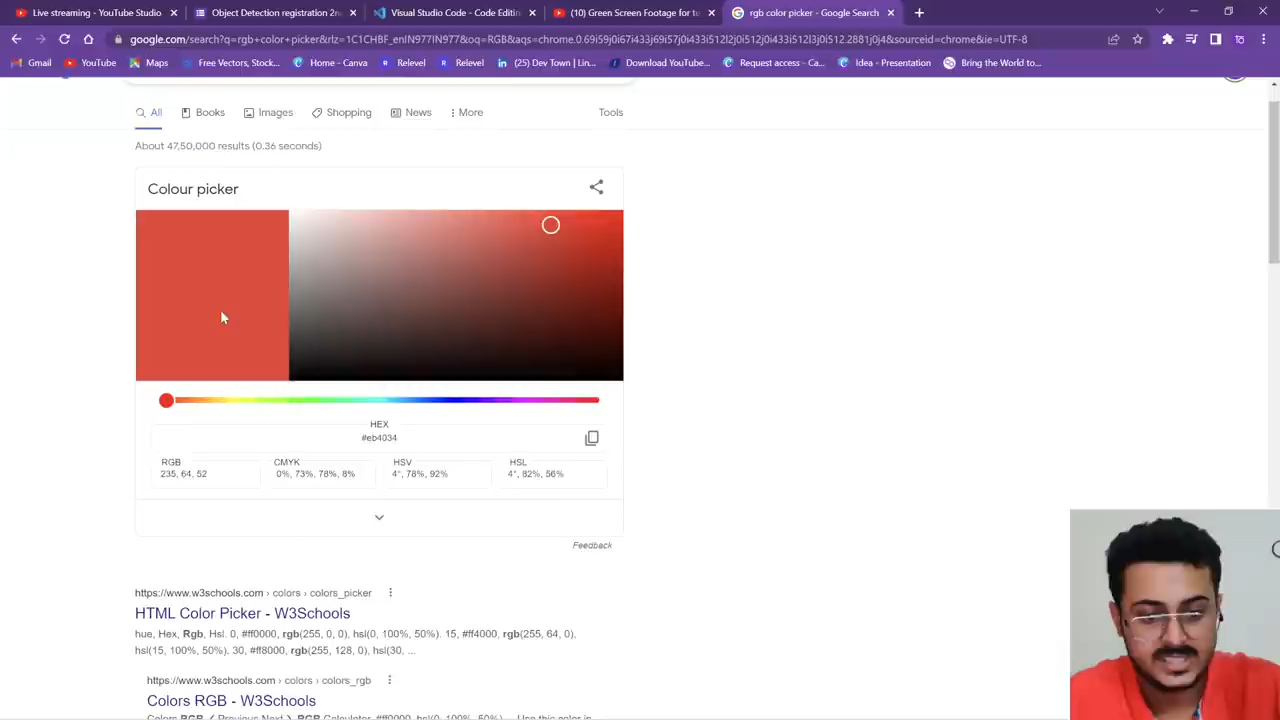 Live streaming - YouTube Studio
Object Detection registration 2n
Visual Studio Code - Code Editin
(10) Green Screen Footage for te
rgb color picker - Google Search
google.com/search?q=rgb+color+picker&rlz=1C1CHBF_enIN977IN977&oq=RGB&aqs=chrome.0.69i59j0i67i433j69i57j0i433i512l2j0i512j0i433i512j0i512j0i433i512l3j0i512.2881j0j4&sourceid=chrome&ie=UTF-8
Gmail
YouTube
Maps
Free Vectors, Stock...
Home - Canva
Relevel
Relevel
(25) Dev Town | Lin...
Download YouTube...
Request access - Ca...
Idea - Presentation
Bring the World to...
All
Books
Images
Shopping
News
More
Tools
About 47,50,000 results (0.36 seconds)
Colour picker
HEX
#eb4034
RGB
CMYK
HSV
HSL
235, 64, 52
0%, 73%, 78%, 8%
4°, 78%, 92%
4°, 82%, 56%
Feedback
https://www.w3schools.com › colors › colors_picker
HTML Color Picker - W3Schools
hue, Hex, Rgb, Hsl. 0, #ff0000, rgb(255, 0, 0), hsl(0, 100%, 50%). 15, #ff4000, rgb(255, 64, 0),
hsl(15, 100%, 50%). 30, #ff8000, rgb(255, 128, 0), hsl(30, ...
https://www.w3schools.com › colors › colors_rgb
Colors RGB - W3Schools